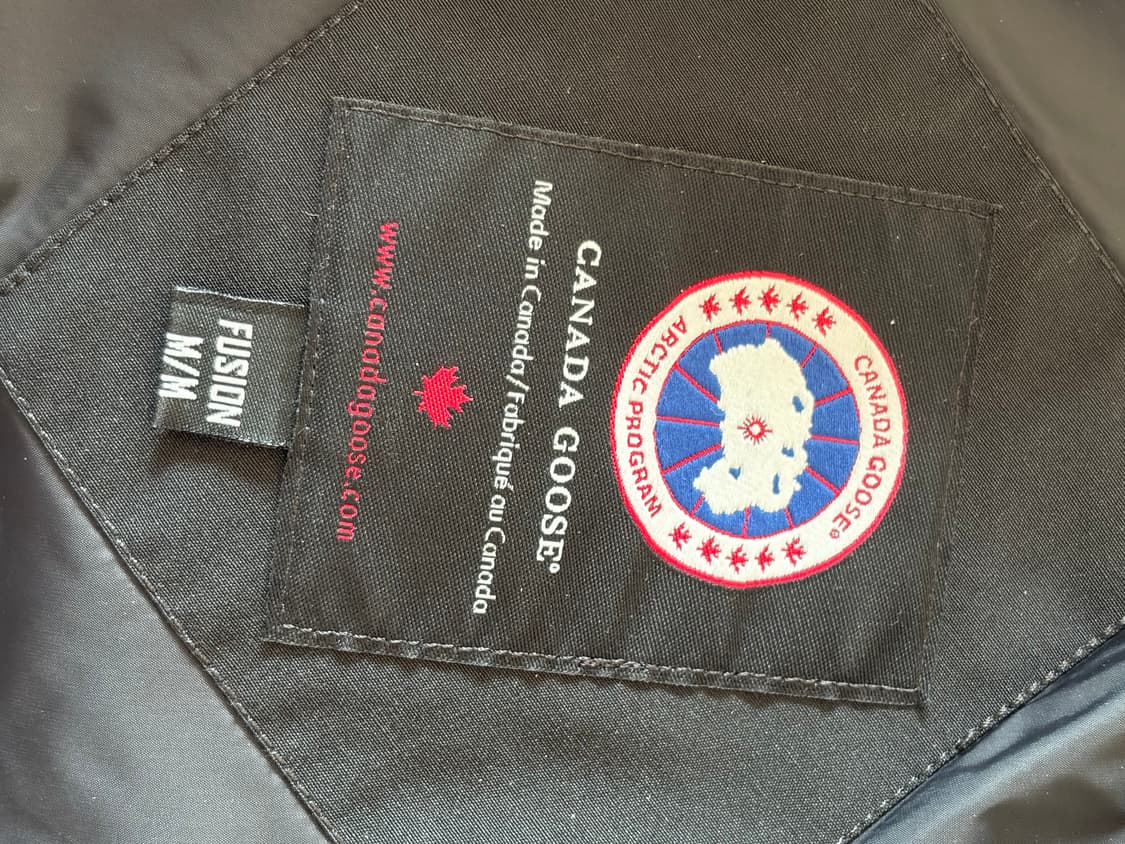 CANADA GOOSE®
ARCTIC PROGRAM
CANADA GOOSE®
Made in Canada/Fabriqué au Canada
www.canadagoose.com
FUSION
M/M